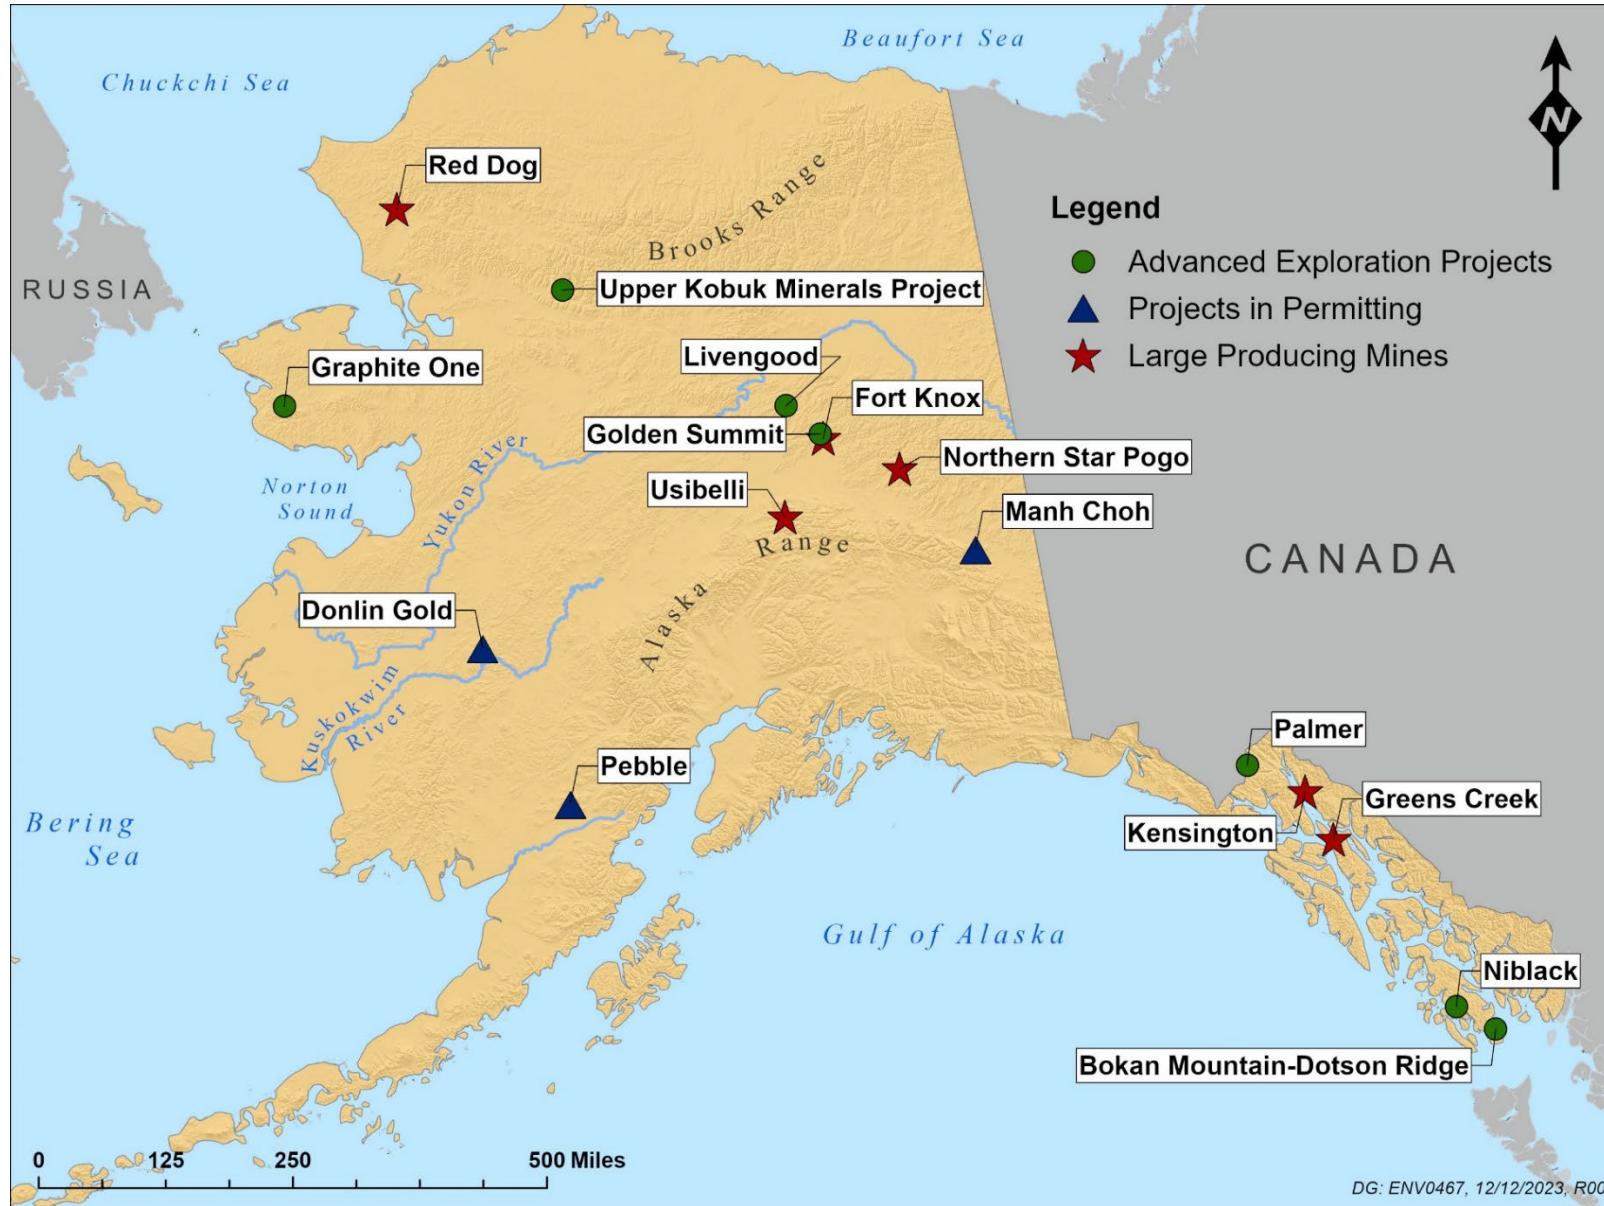 Beaufort Sea
Chuckchi Sea
N
Red Dog
Brooks Range
Legend
Advanced Exploration Projects
Projects in Permitting
Large Producing Mines
RUSSIA
Upper Kobuk Minerals Project
Livengood
Graphite One
Fort Knox
Golden Summit
Northern Star Pogo
Yukon River
Norton
Sound
Usibelli
Manh Choh
Alaska Range
CANADA
Donlin Gold
Kuskokwim
River
Palmer
Pebble
Greens Creek
Kensington
Bering
Sea
Gulf of Alaska
Niblack
Bokan Mountain-Dotson Ridge
0 125 250 500 Miles
DG: ENV0467, 12/12/2023, R00